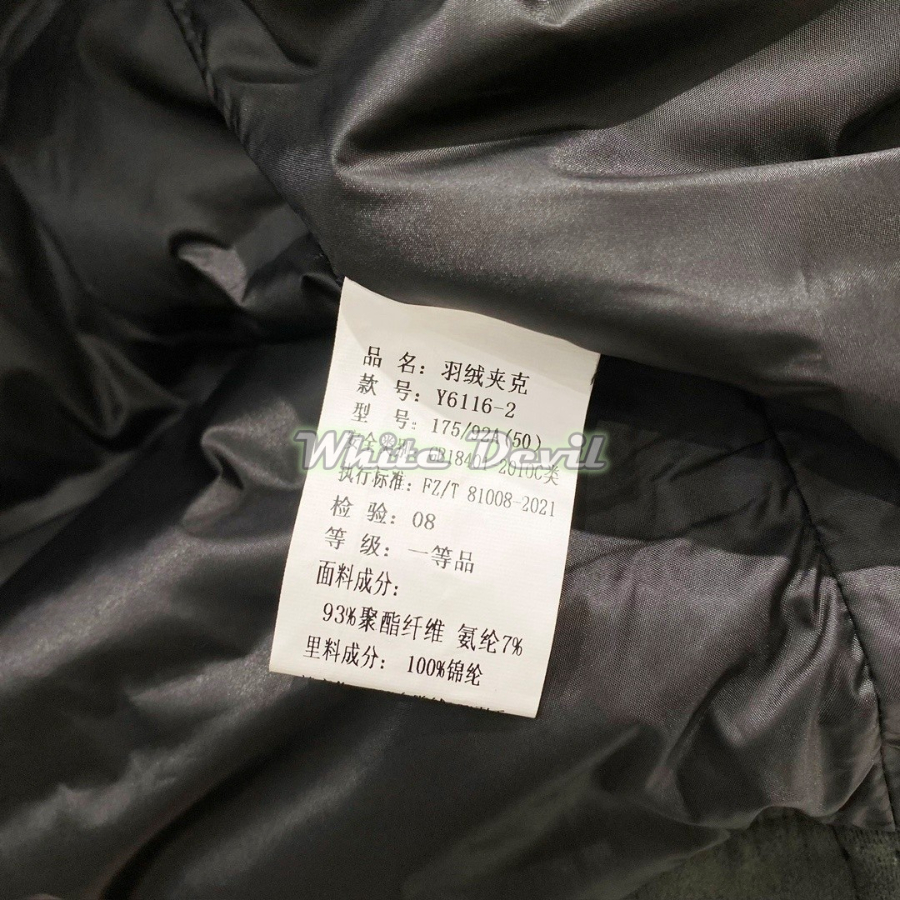 品 名：羽绒夹克
款 号：Y6116-2
型 号：175/92A(50)
White Devil
执行标准：FZ/T 81008-2021
检 验：08
等 级：一等品
面料成分：
93%聚酯纤维 氨纶7%
里料成分：100%锦纶